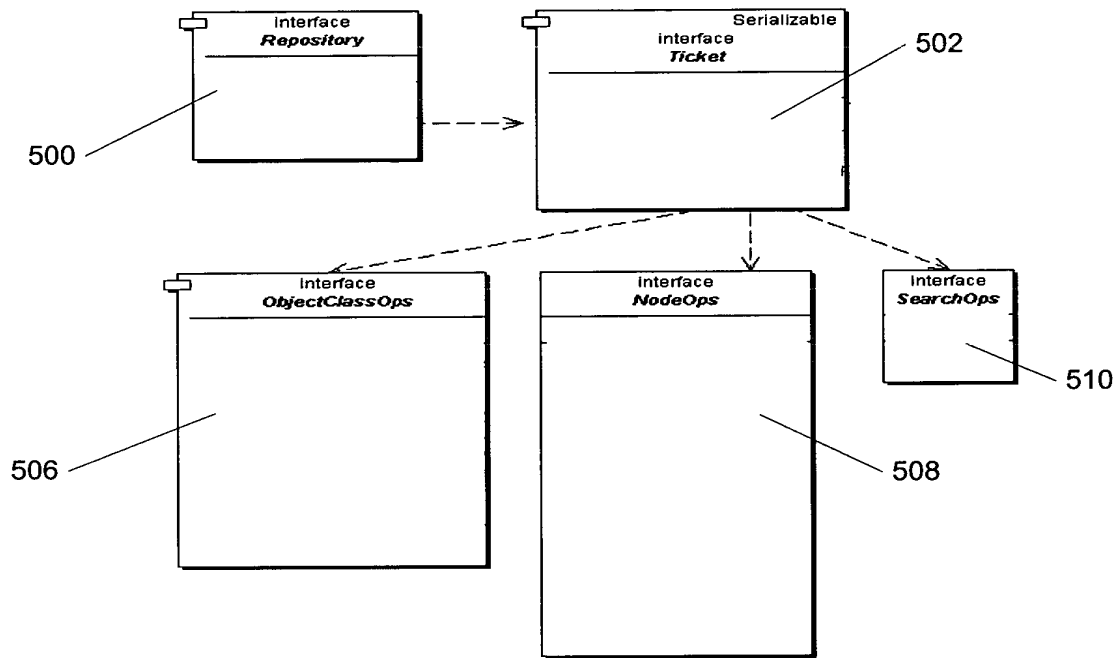 interface
Repository
Serializable
interface
Ticket
502
500
interface
ObjectClassOps
interface
NodeOps
interface
SearchOps
510
506
508